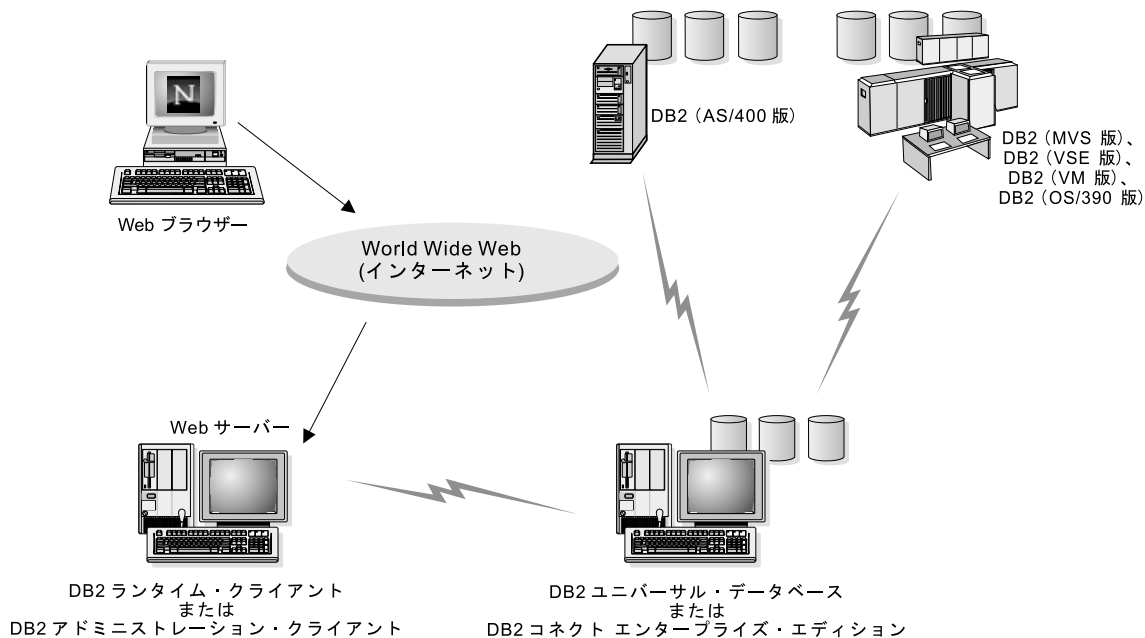 N
DB2 (AS/400 版)
DB2 (MVS 版)、
DB2 (VSE 版)、
DB2 (VM 版)、
DB2 (OS/390 版)
Web ブラウザー
World Wide Web
(インターネット)
Web サーバー
DB2 ランタイム・クライアント
または
DB2 アドミニストレーション・クライアント
DB2 ユニバーサル・データベース
または
DB2 コネクト エンタープライズ・エディション